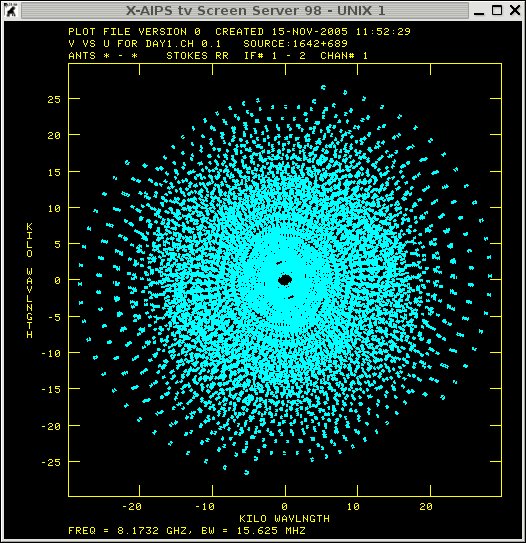 X-AIPS tv Screen Server 98 - UNIX 1
PLOT FILE VERSION 0 CREATED 15-NOV-2005 11:52:29
V VS U FOR DAY1.CH 0.1 SOURCE:1642+689
ANTS * - * STOKES RR IF# 1 - 2 CHAN# 1
25
20
15
10
5
0
-5
-10
-15
-20
-25
KILO WAVLNGTH
-20 -10 0 10 20
KILO WAVLNGTH
FREQ = 8.1732 GHZ, BW = 15.625 MHZ